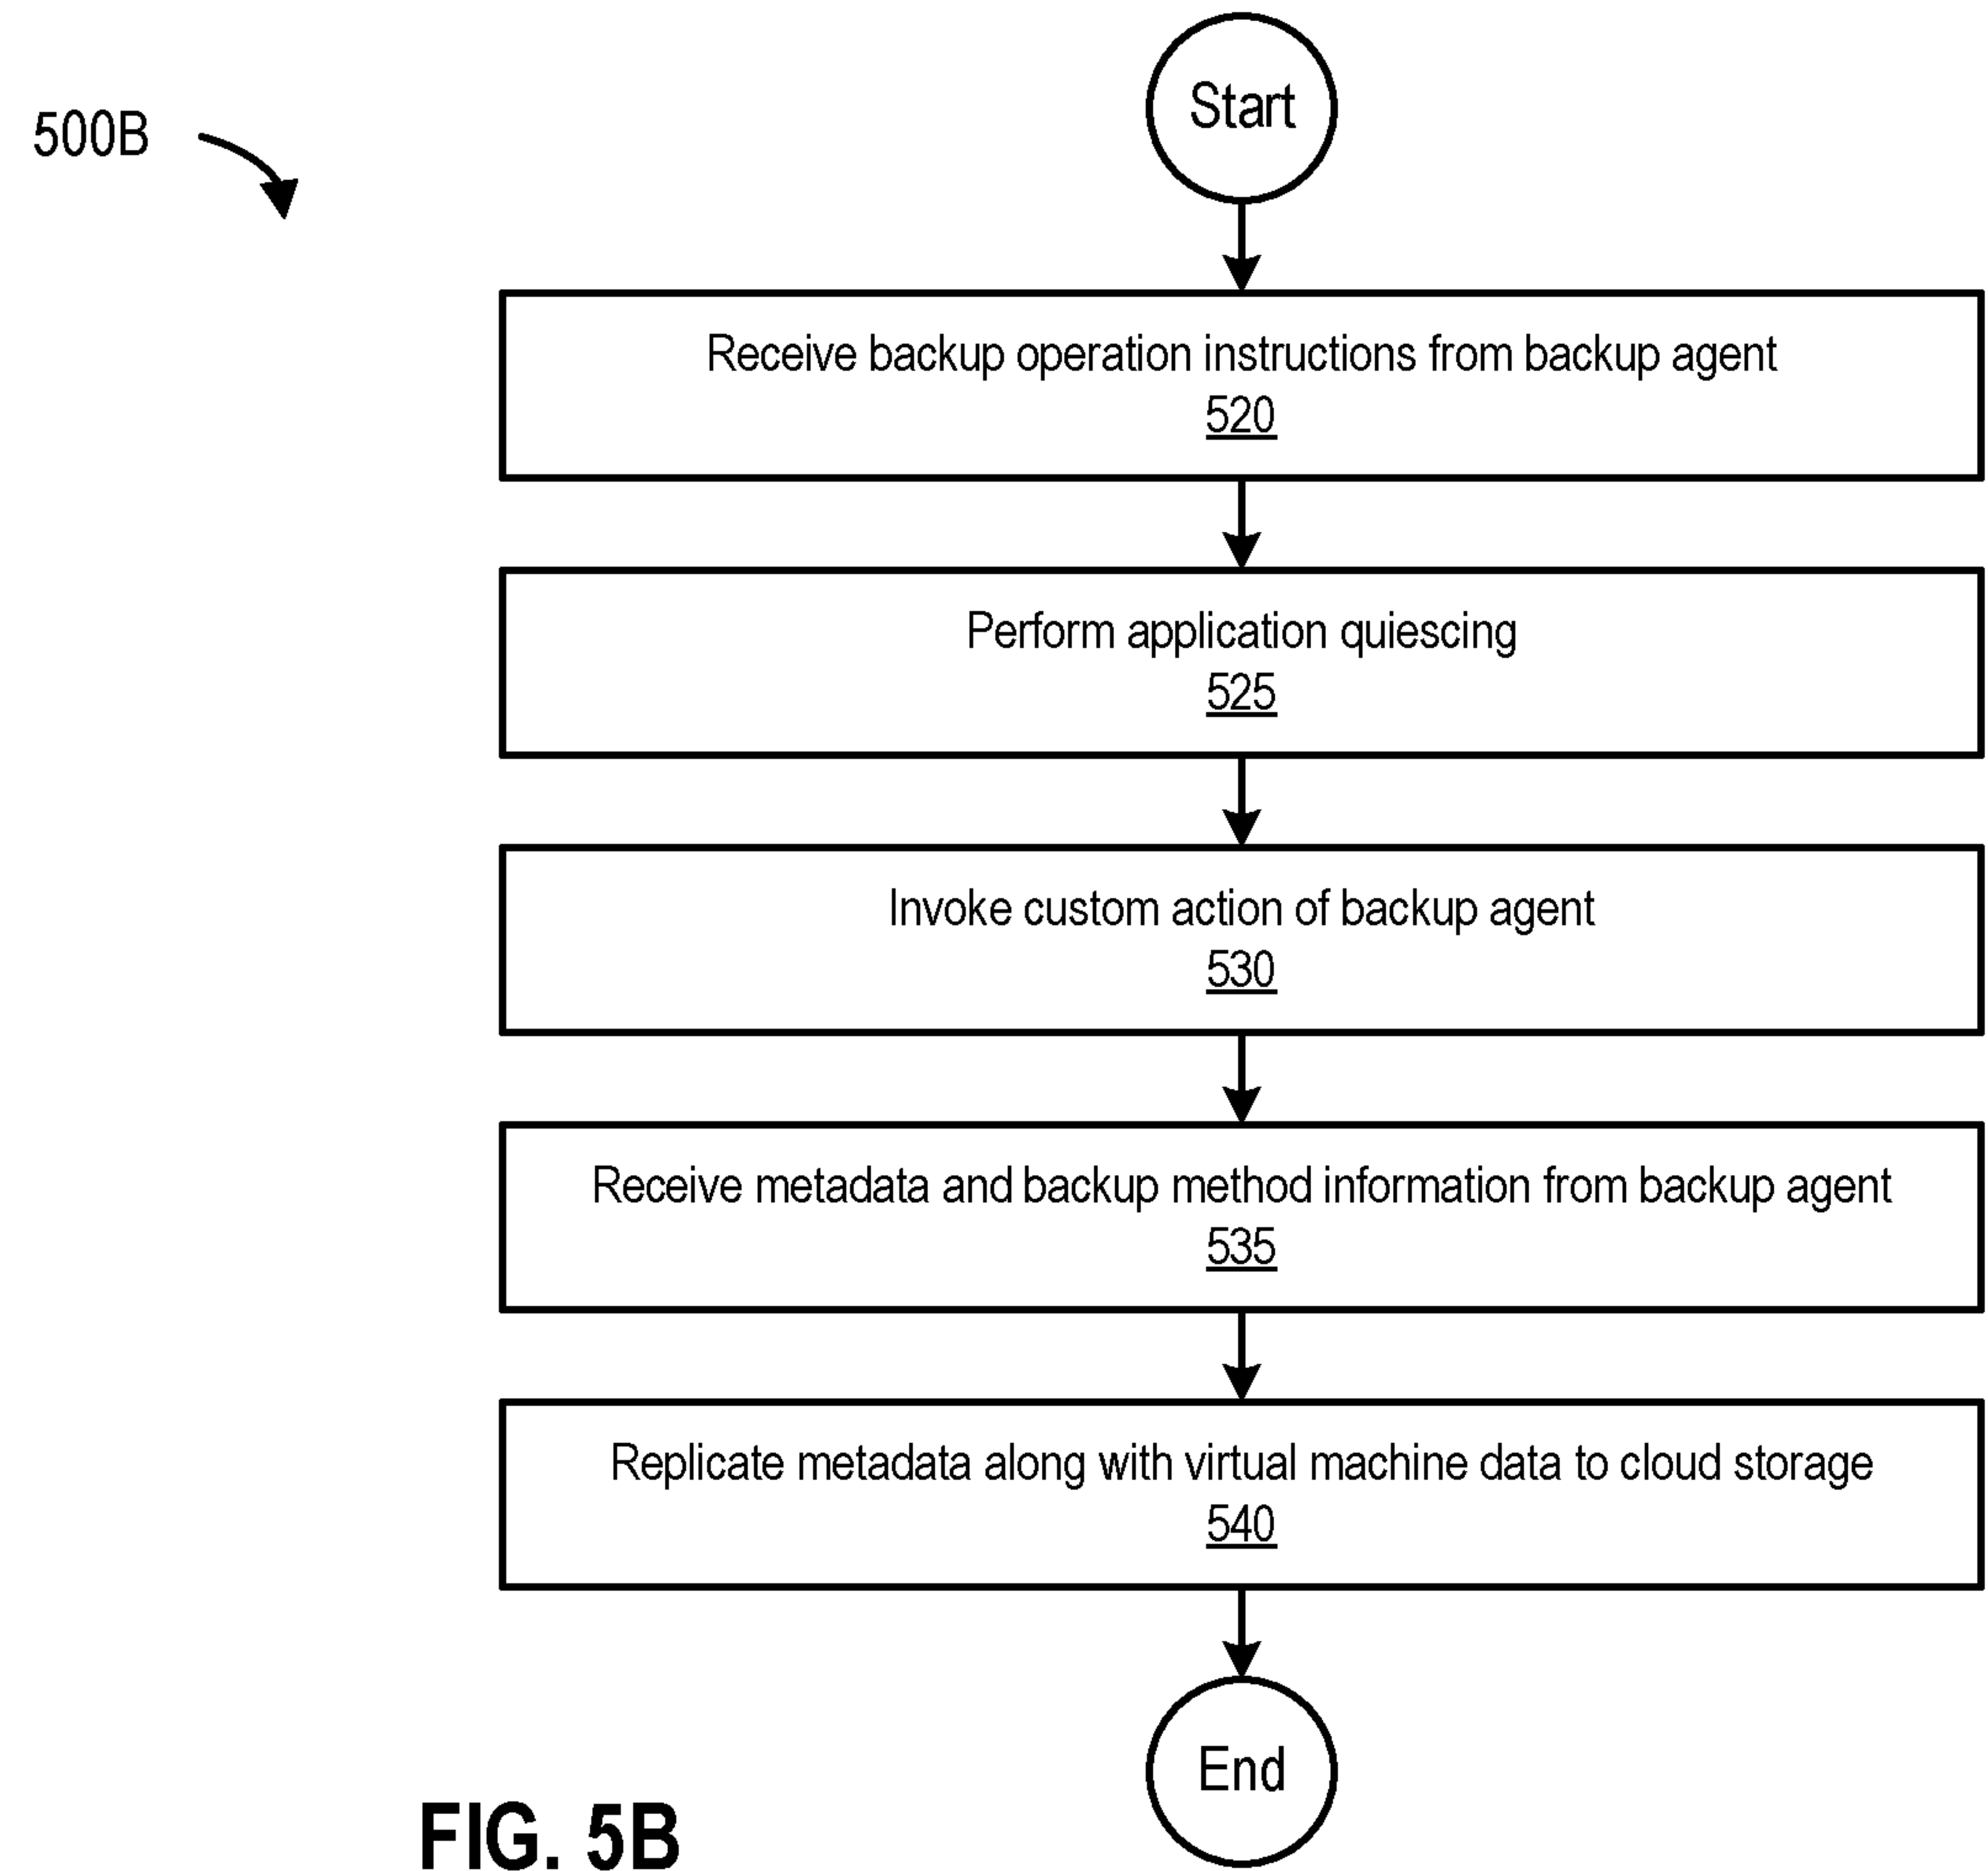 500B
Start
Receive backup operation instructions from backup agent
520
Perform application quiescing
525
Invoke custom action of backup agent
530
Receive metadata and backup method information from backup agent
535
Replicate metadata along with virtual machine data to cloud storage
540
End
FIG. 5B